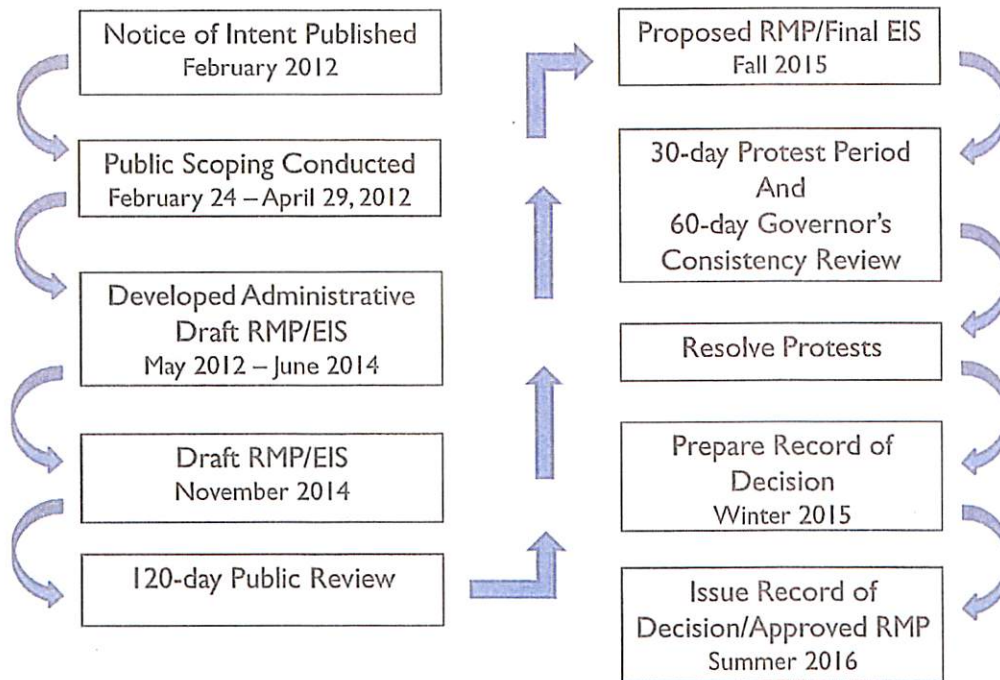 Notice of Intent Published
February 2012
Public Scoping Conducted
February 24 – April 29, 2012
Developed Administrative
Draft RMP/EIS
May 2012 – June 2014
Draft RMP/EIS
November 2014
120-day Public Review
Proposed RMP/Final EIS
Fall 2015
30-day Protest Period
And
60-day Governor's
Consistency Review
Resolve Protests
Prepare Record of
Decision
Winter 2015
Issue Record of
Decision/Approved RMP
Summer 2016